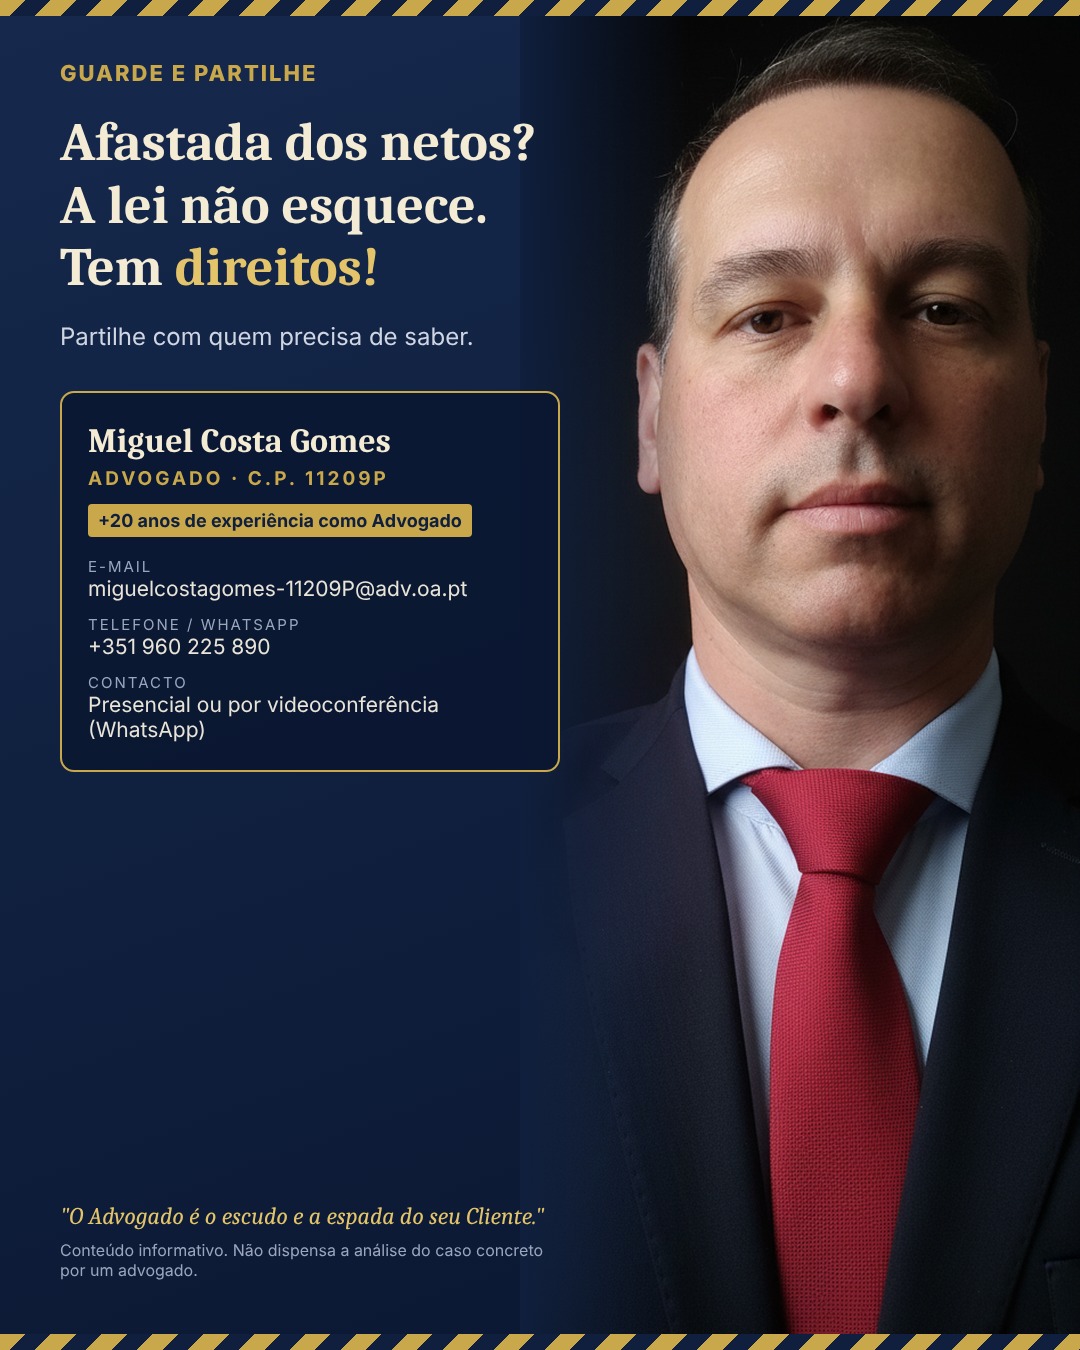 GUARDE E PARTILHE
Afastada dos netos?
A lei não esquece.
Tem direitos!
Partilhe com quem precisa de saber.
Miguel Costa Gomes
ADVOGADO · C.P. 11209P
+20 anos de experiência como Advogado
E-MAIL
miguelcostagomes-11209P@adv.oa.pt
TELEFONE / WHATSAPP
+351 960 225 890
CONTACTO
Presencial ou por videoconferência
(WhatsApp)
"O Advogado é o escudo e a espada do seu Cliente."
Conteúdo informativo. Não dispensa a análise do caso concreto
por um advogado.